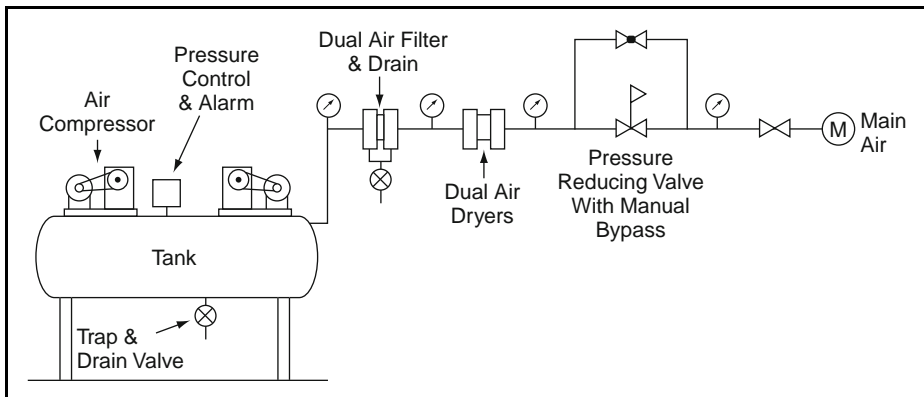 Air
Compressor
Pressure
Control
& Alarm
Dual Air Filter
& Drain
Dual Air
Dryers
Pressure
Reducing Valve
With Manual
Bypass
M
Main
Air
Tank
Trap &
Drain Valve